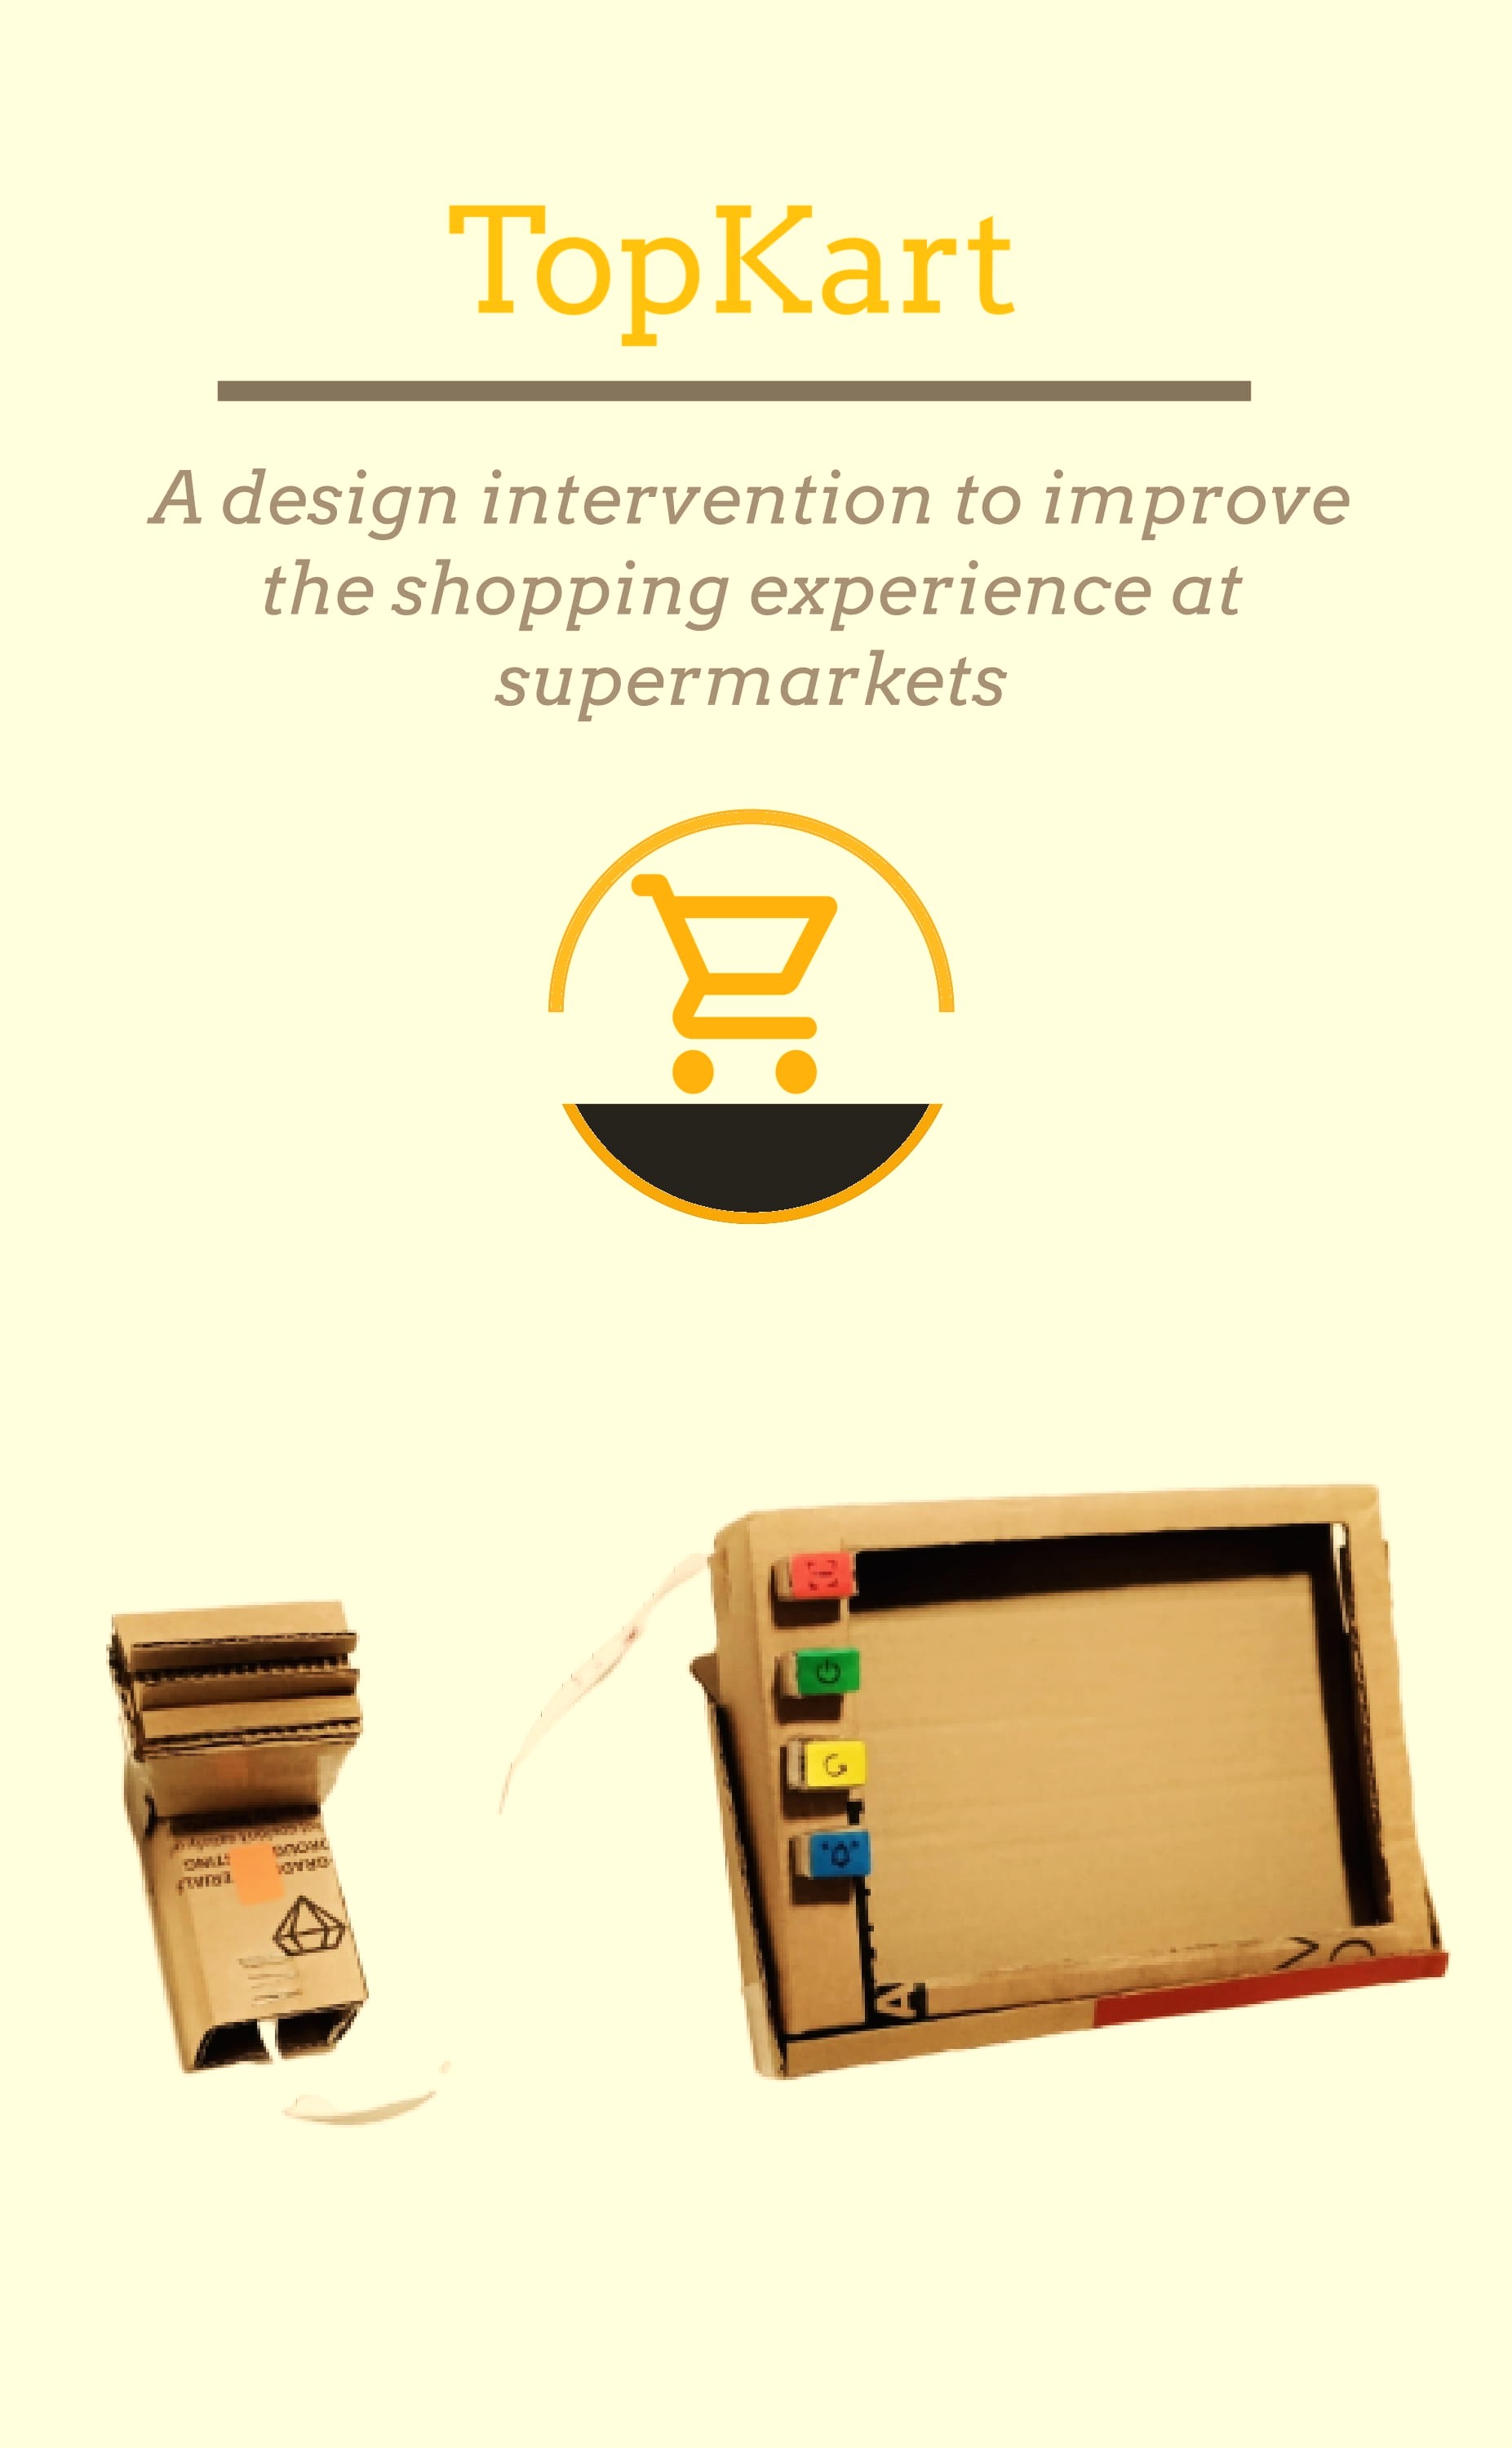 TopKart
A design intervention to improve
the shopping experience at
supermarkets